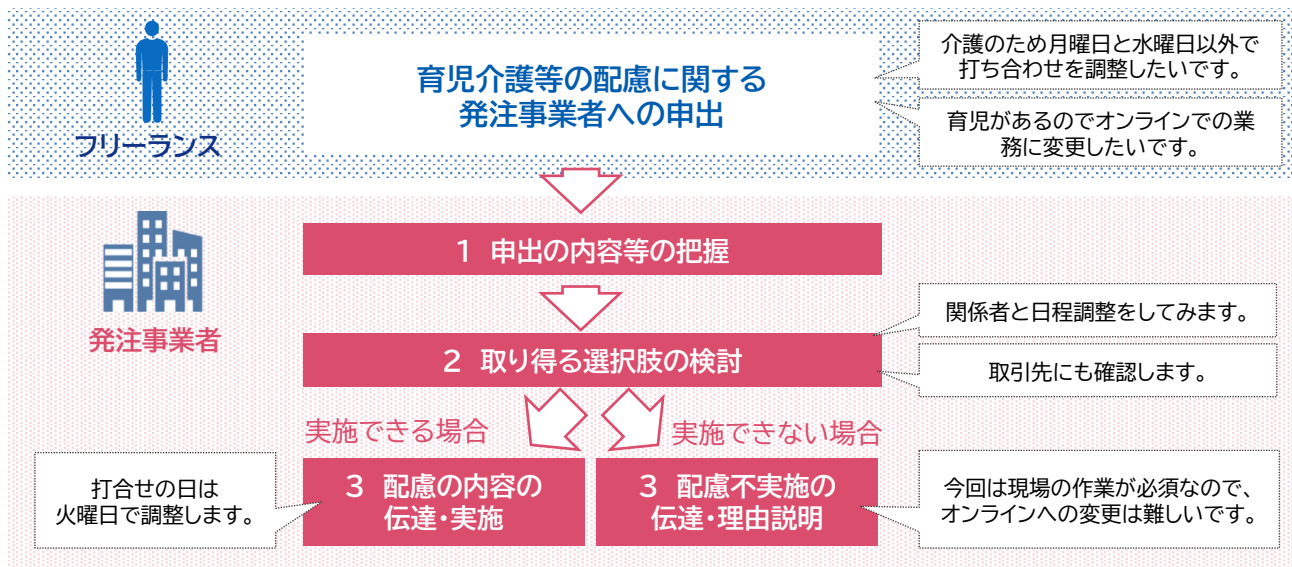 フリーランス
育児介護等の配慮に関する
発注事業者への申出
介護のため月曜日と水曜日以外で
打ち合わせを調整したいです。
育児があるのでオンラインでの業
務に変更したいです。
発注事業者
1 申出の内容等の把握
2 取り得る選択肢の検討
関係者と日程調整をしてみます。
取引先にも確認します。
実施できる場合
実施できない場合
打合せの日は
火曜日で調整します。
3 配慮の内容の
伝達・実施
3 配慮不実施の
伝達・理由説明
今回は現場の作業が必須なので、
オンラインへの変更は難しいです。